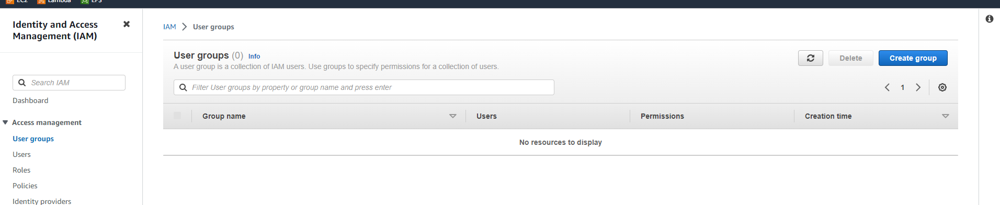 EC2 Lambda EFS
Identity and Access
Management (IAM)
Search IAM
Dashboard
Access management
User groups
Users
Roles
Policies
Identity providers
IAM > User groups
User groups (0) Info
A user group is a collection of IAM users. Use groups to specify permissions for a collection of users.
Delete
Create group
Filter User groups by property or group name and press enter
1
Group name Users Permissions Creation time
No resources to display